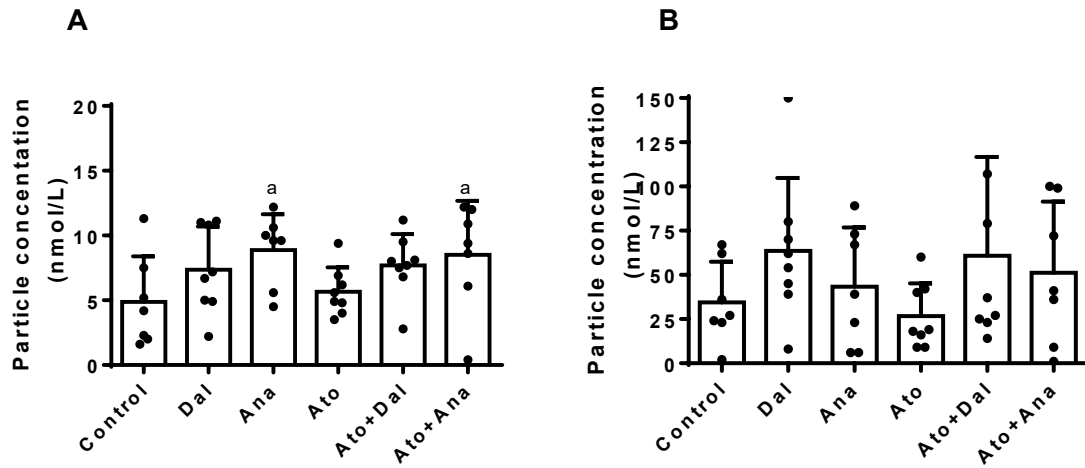 A
Particle concentation
(nmol/L)
20
15
10
5
0
a
a
Control
Dal
Ana
Ato
Ato+Dal
Ato+Ana
B
Particle concentration
(nmol/L)
150
125
100
75
50
25
0
Control
Dal
Ana
Ato
Ato+Dal
Ato+Ana